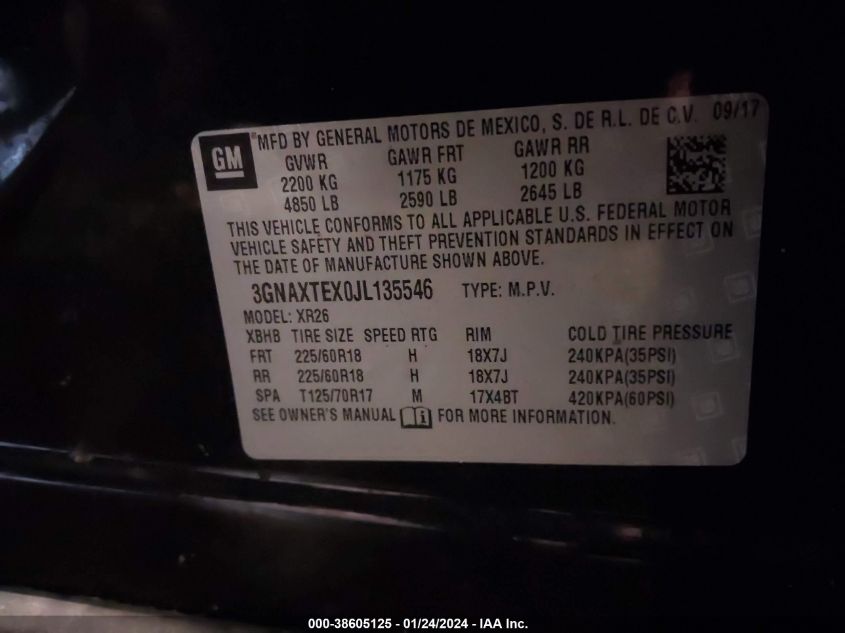 GM
MFD BY GENERAL MOTORS DE MEXICO, S. DE R.L. DE C.V. 09/17
GVWR GAWR FRT GAWR RR
2200 KG 1175 KG 1200 KG
4850 LB 2590 LB 2645 LB
THIS VEHICLE CONFORMS TO ALL APPLICABLE U.S. FEDERAL MOTOR
VEHICLE SAFETY AND THEFT PREVENTION STANDARDS IN EFFECT ON
THE DATE OF MANUFACTURE SHOWN ABOVE.
3GNAXTEX0JL135546 TYPE: M.P.V.
MODEL: XR26
XBHB TIRE SIZE SPEED RTG RIM COLD TIRE PRESSURE
FRT 225/60R18 H 18X7J 240KPA(35PSI)
RR 225/60R18 H 18X7J 240KPA(35PSI)
SPA T125/70R17 M 17X4BT 420KPA(60PSI)
SEE OWNER'S MANUAL FOR MORE INFORMATION.
000-38605125 - 01/24/2024 - IAA Inc.